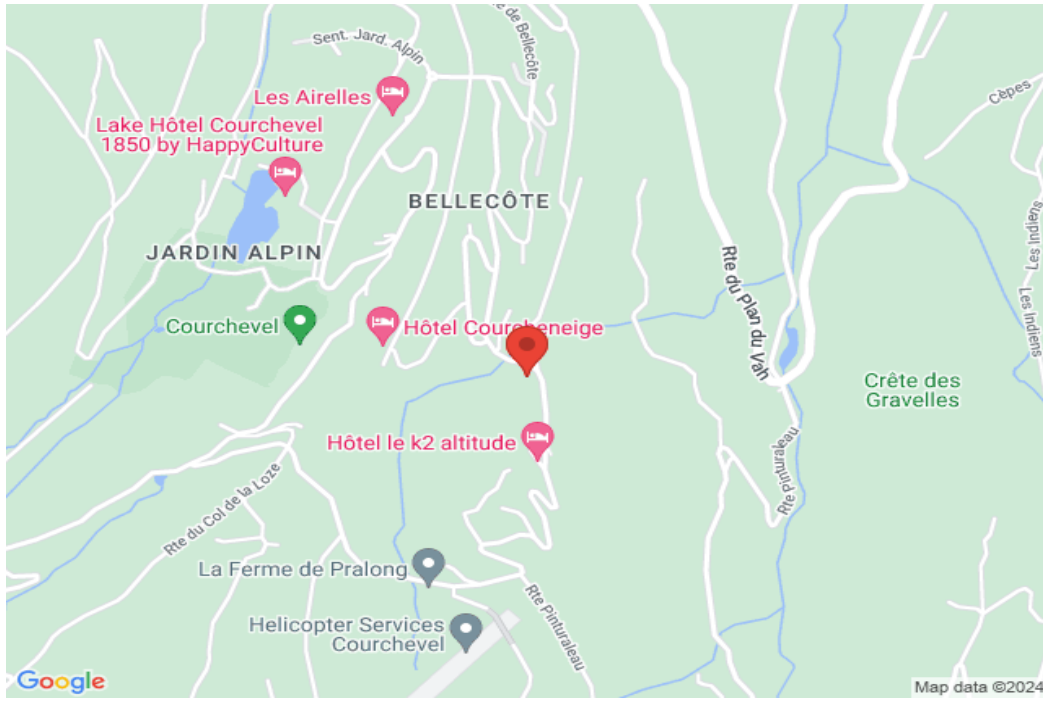 Sent. Jard. Alpin
e de Bellecôte
Les Airelles
Lake Hôtel Courchevel
1850 by HappyCulture
Cèpes
BELLECÔTE
JARDIN ALPIN
Les Indiens
Les Indiens
Rte du Plan du Vah
Courchevel
Hôtel Courcheneige
Crête des
Gravelles
Hôtel le k2 altitude
Rte pinturaleau
Rte du Col de la Loze
La Ferme de Pralong
Rte Pinturaleau
Helicopter Services
Courchevel
Google
Map data ©2024